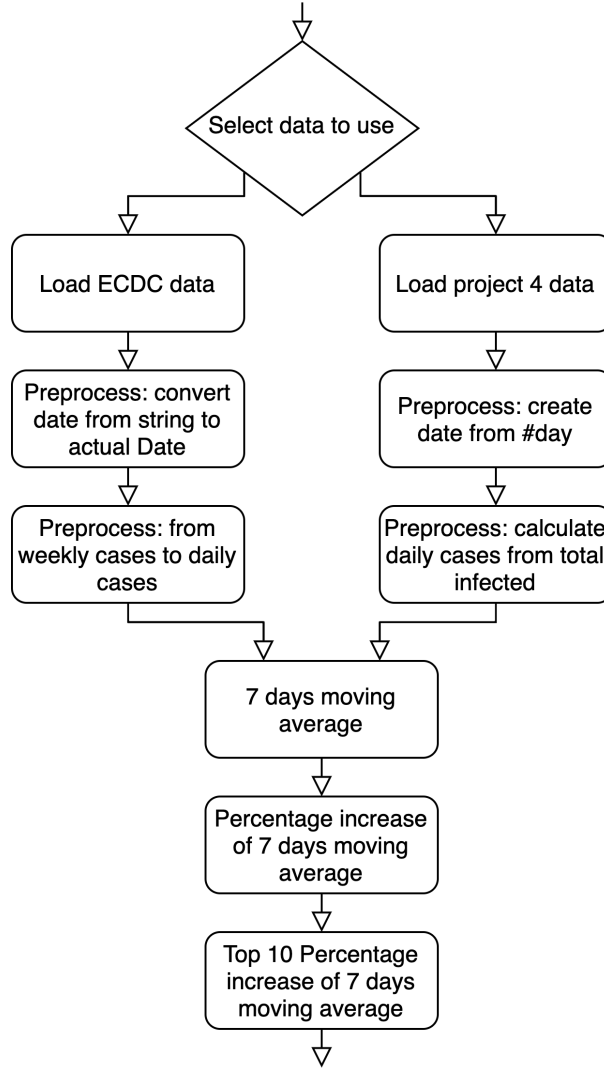 Select data to use
Load ECDC data
Load project 4 data
Preprocess: convert
date from string to
actual Date
Preprocess: create
date from #day
Preprocess: from
weekly cases to daily
cases
Preprocess: calculate
daily cases from total
infected
7 days moving
average
Percentage increase
of 7 days moving
average
Top 10 Percentage
increase of 7 days
moving average